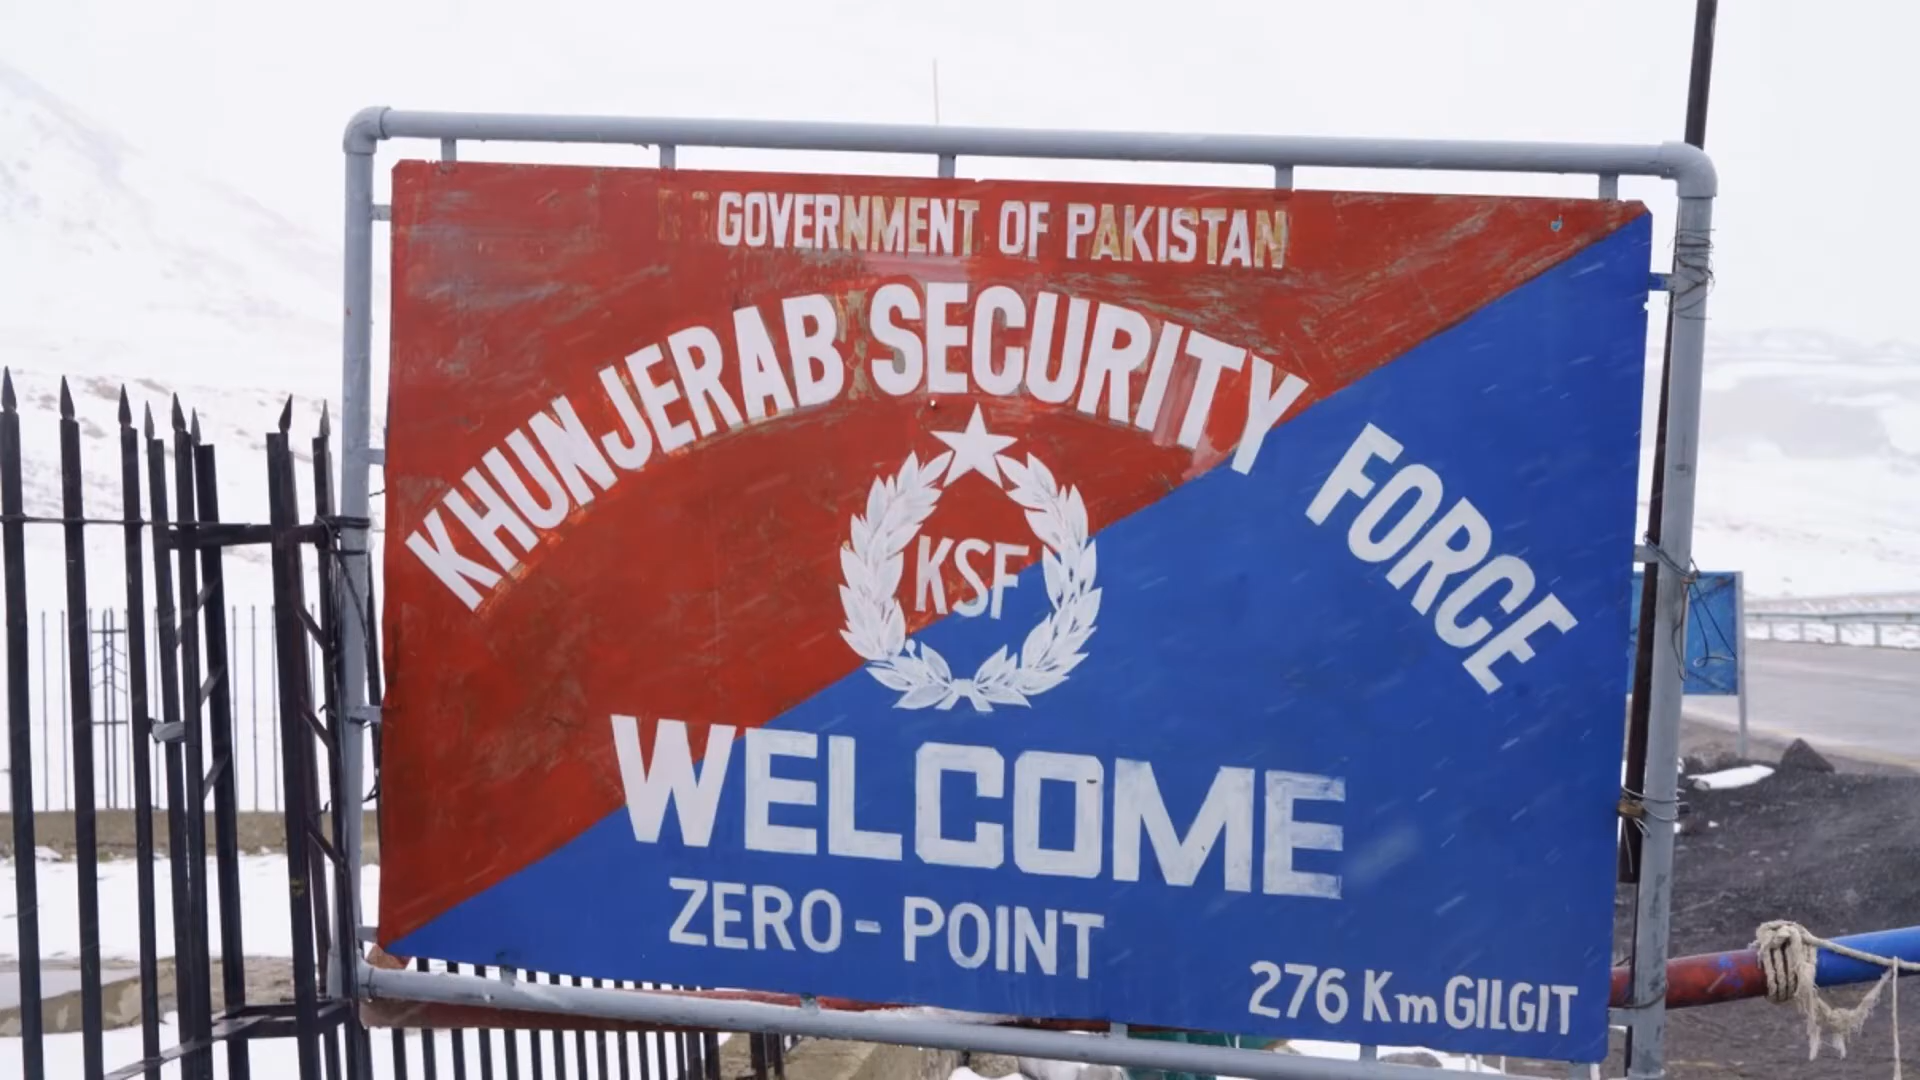 GOVERNMENT OF PAKISTAN
KHUNJERAB SECURITY FORCE
KSF
WELCOME
ZERO-POINT
276 Km GILGIT